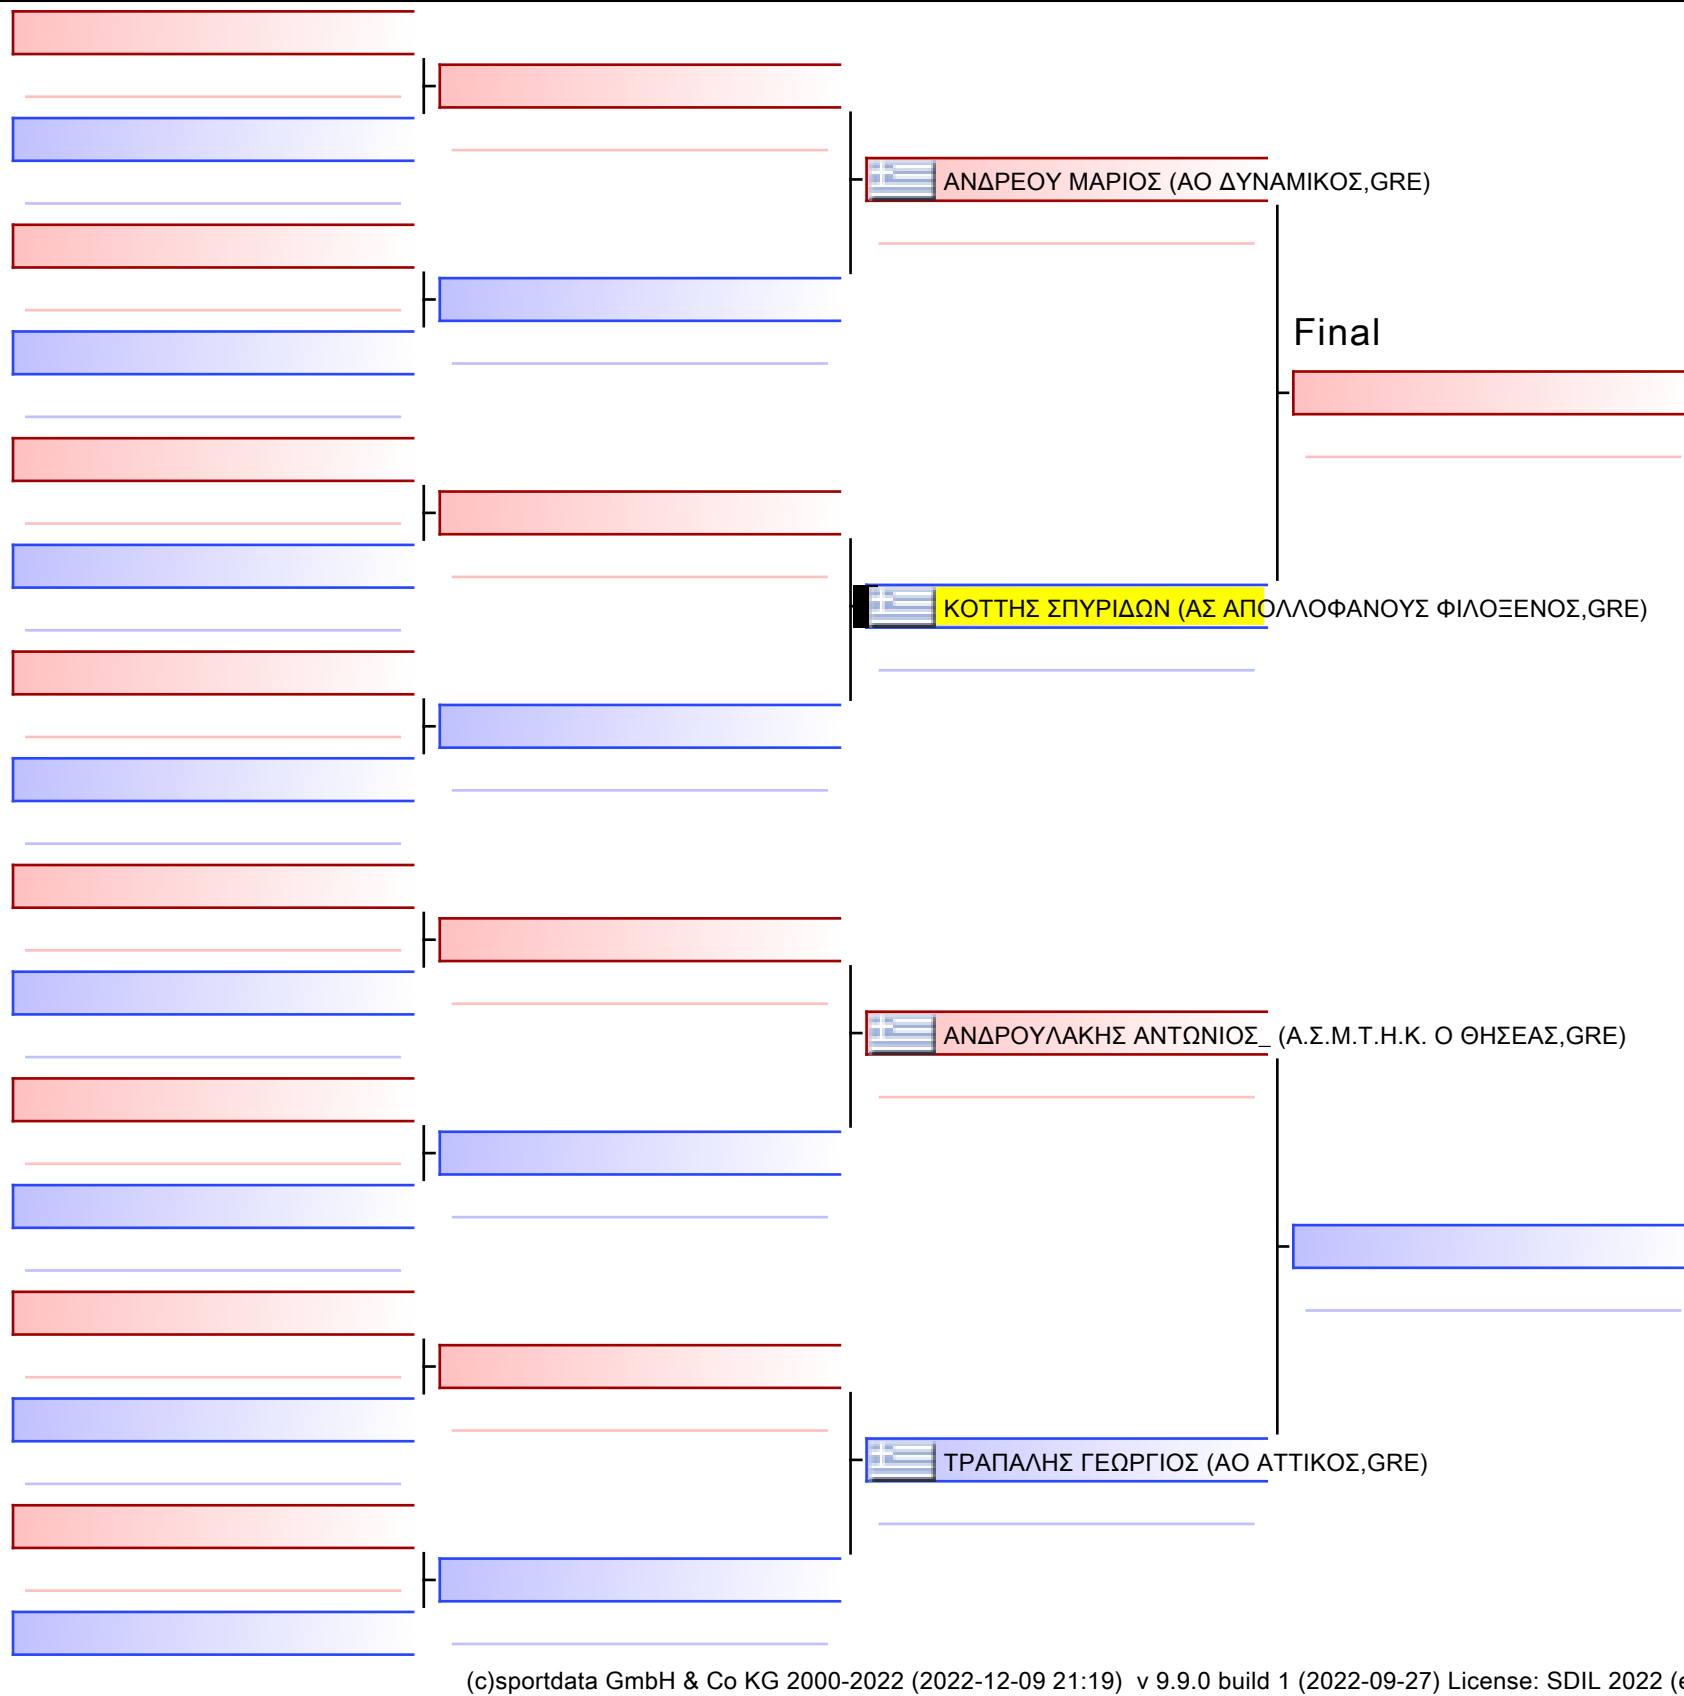 ΑΝΔΡΕΟΥ ΜΑΡΙΟΣ (ΑΟ ΔΥΝΑΜΙΚΟΣ,GRE)
Final
ΚΟΤΤΗΣ ΣΠΥΡΙΔΩΝ (ΑΣ ΑΠΟΛΛΟΦΑΝΟΥΣ ΦΙΛΟΞΕΝΟΣ,GRE)
ΑΝΔΡΟΥΛΑΚΗΣ ΑΝΤΩΝΙΟΣ_ (Α.Σ.Μ.Τ.Η.Κ. Ο ΘΗΣΕΑΣ,GRE)
ΤΡΑΠΑΛΗΣ ΓΕΩΡΓΙΟΣ (ΑΟ ΑΤΤΙΚΟΣ,GRE)
(c)sportdata GmbH & Co KG 2000-2022 (2022-12-09 21:19) v 9.9.0 build 1 (2022-09-27) License: SDIL 2022 (